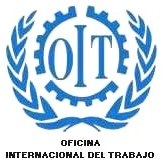 OIT
OFICINA
INTERNACIONAL DEL TRABAJO